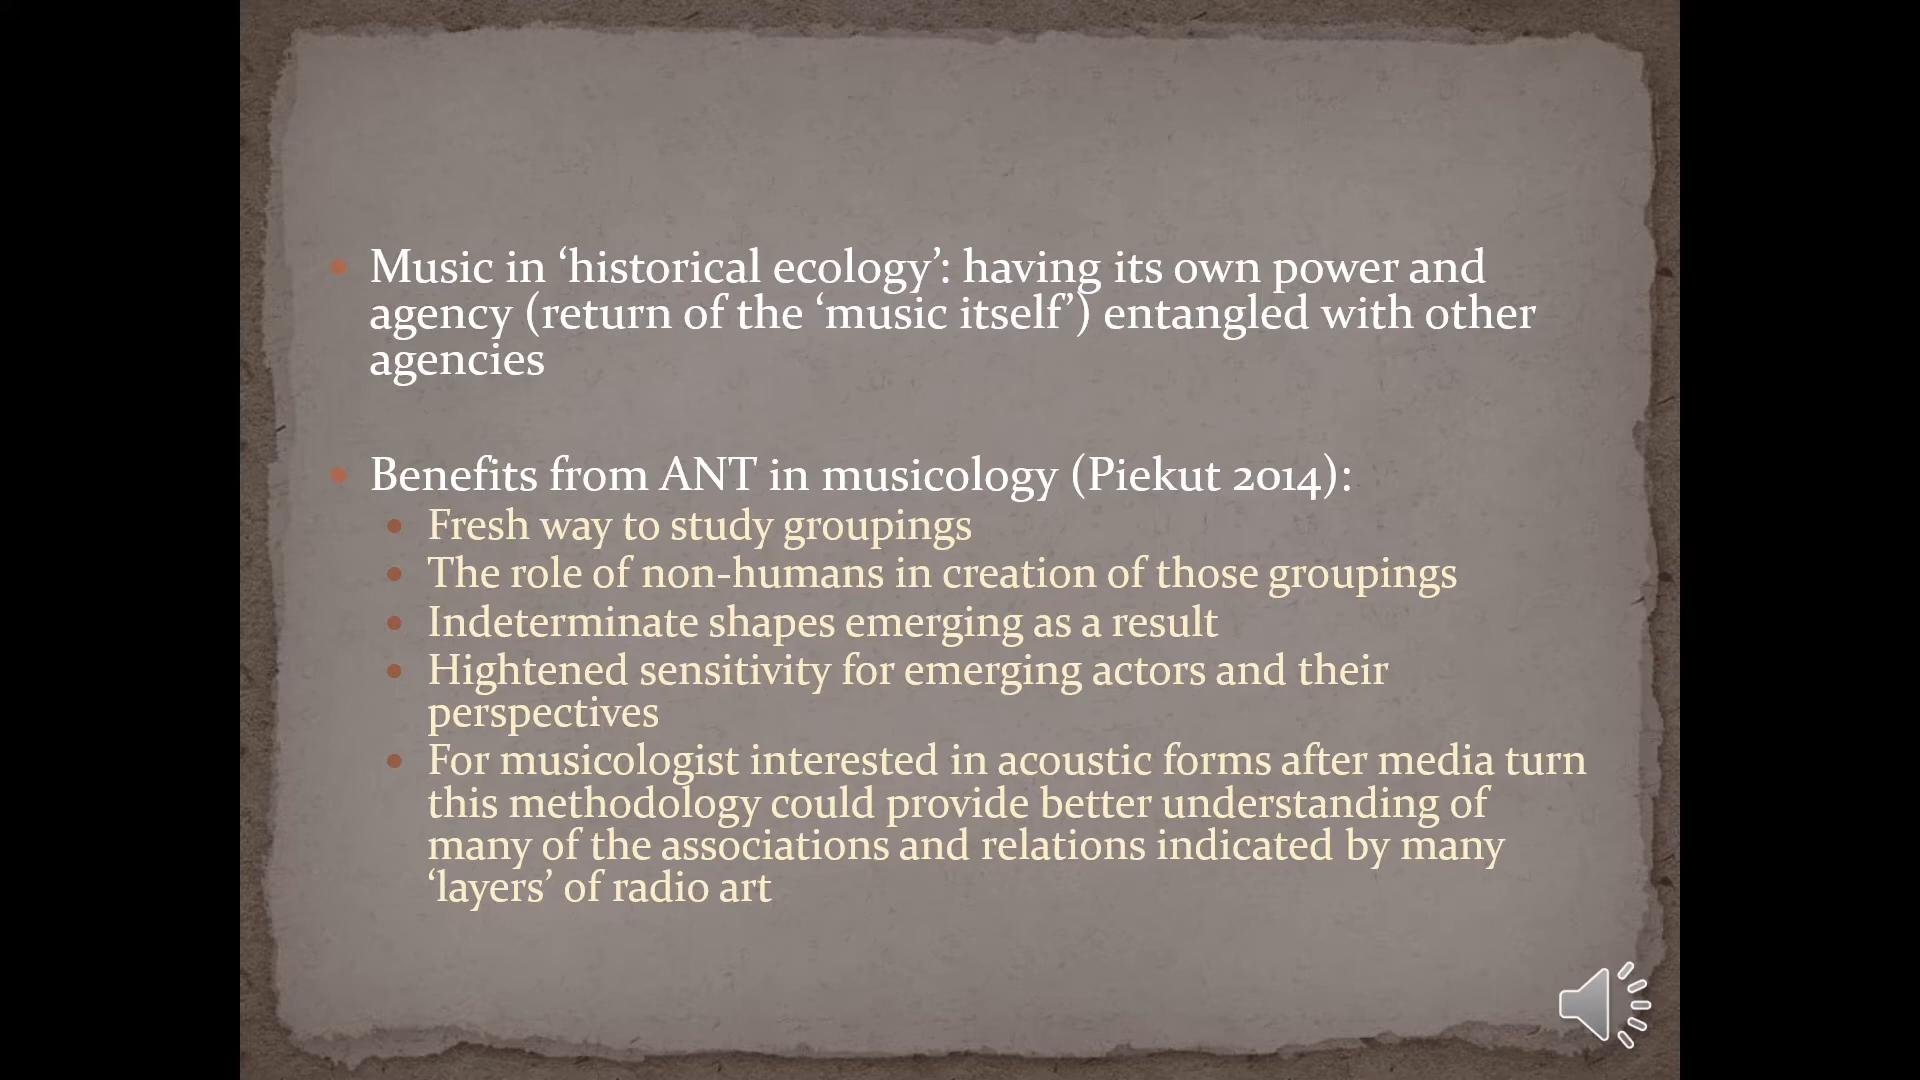 Music in ‘historical ecology’: having its own power and
agency (return of the ‘music itself’) entangled with other
agencies
Benefits from ANT in musicology (Piekut 2014):
Fresh way to study groupings
The role of non-humans in creation of those groupings
Indeterminate shapes emerging as a result
Hightened sensitivity for emerging actors and their
perspectives
For musicologist interested in acoustic forms after media turn
this methodology could provide better understanding of
many of the associations and relations indicated by many
‘layers’ of radio art